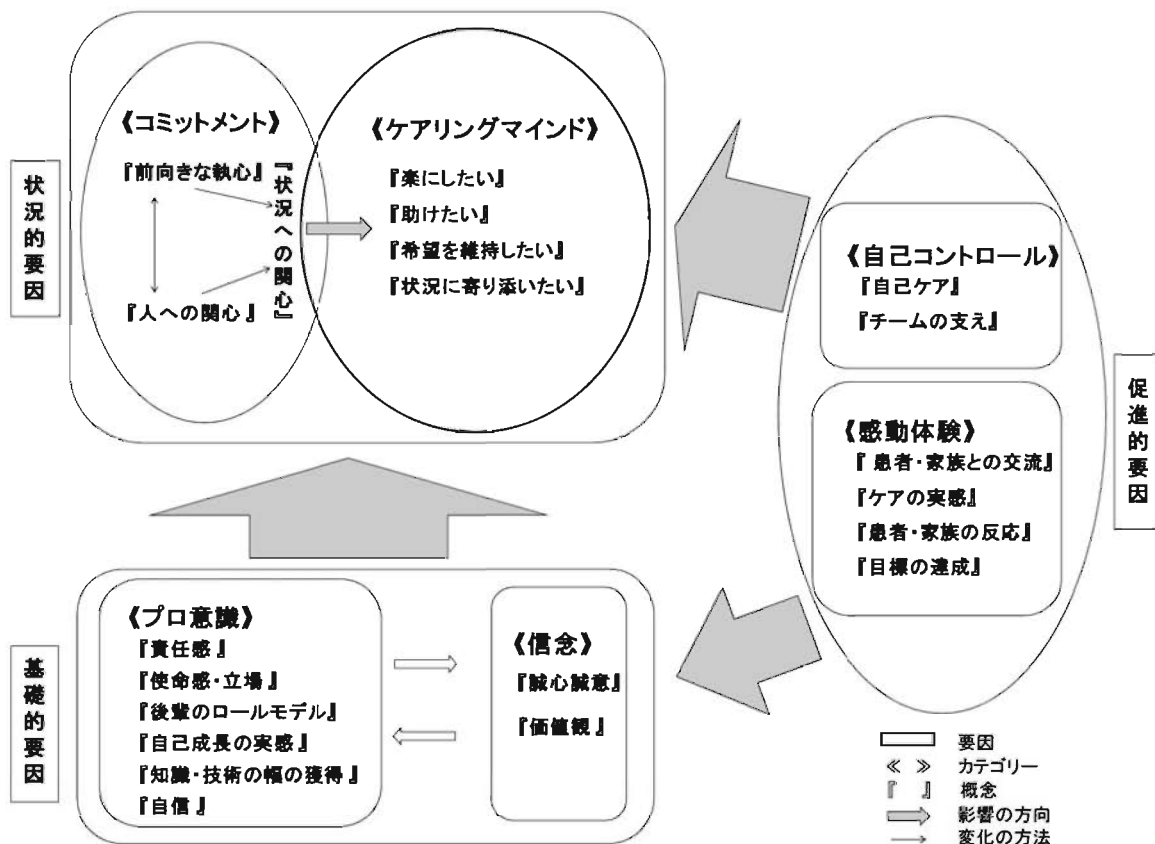 状況的要因
《コミットメント》
『前向きな執心』
『状況への関心』
『人への関心』
《ケアリングマインド》
『楽にしたい』
『助けたい』
『希望を維持したい』
『状況に寄り添いたい』
《自己コントロール》
『自己ケア』
『チームの支え』
《感動体験》
『患者・家族との交流』
『ケアの実感』
『患者・家族の反応』
『目標の達成』
促進的要因
基礎的要因
《プロ意識》
『責任感』
『使命感・立場』
『後輩のロールモデル』
『自己成長の実感』
『知識・技術の幅の獲得』
『自信』
《信念》
『誠心誠意』
『価値観』
要因
≪ ≫ カテゴリー
『 』 概念
影響の方向
変化の方法